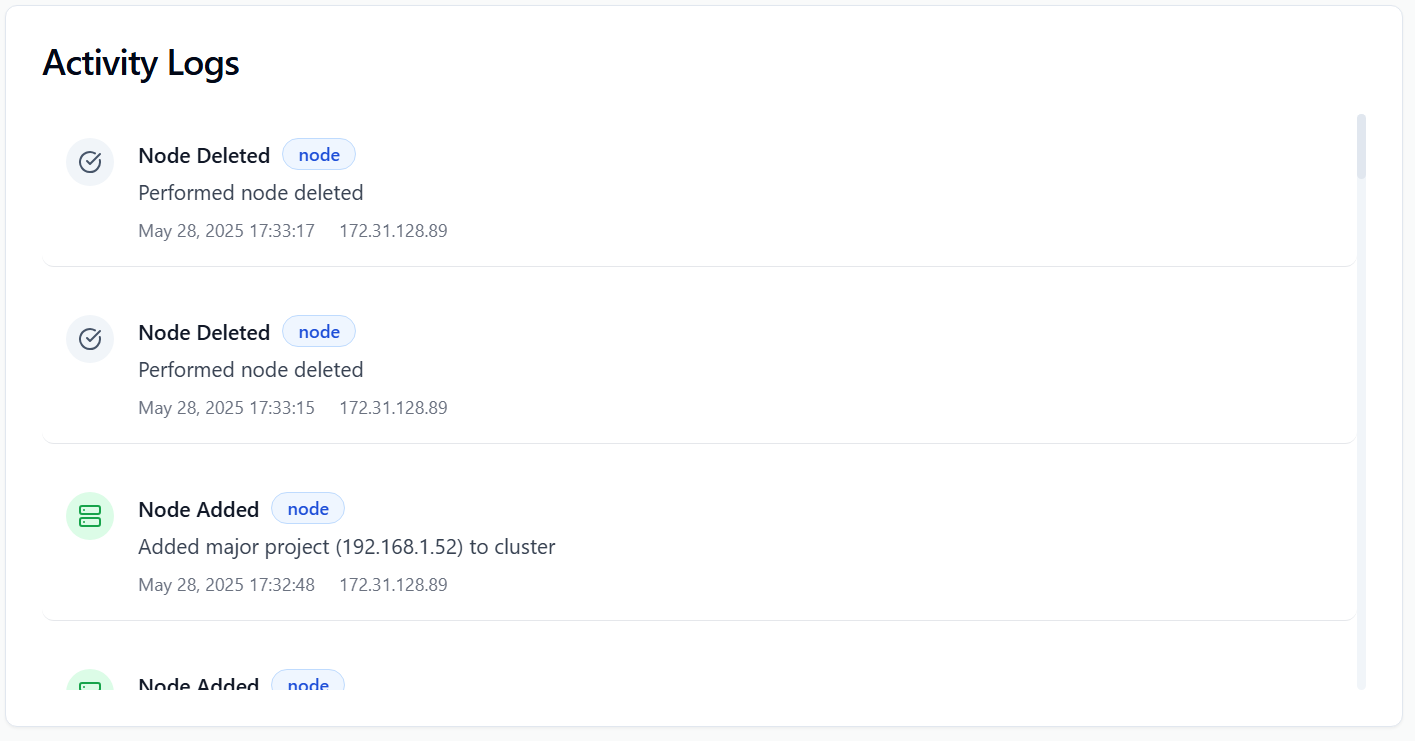 Activity Logs
Node Deleted node
Performed node deleted
May 28, 2025 17:33:17 172.31.128.89
Node Deleted node
Performed node deleted
May 28, 2025 17:33:15 172.31.128.89
Node Added node
Added major project (192.168.1.52) to cluster
May 28, 2025 17:32:48 172.31.128.89
Node Added node